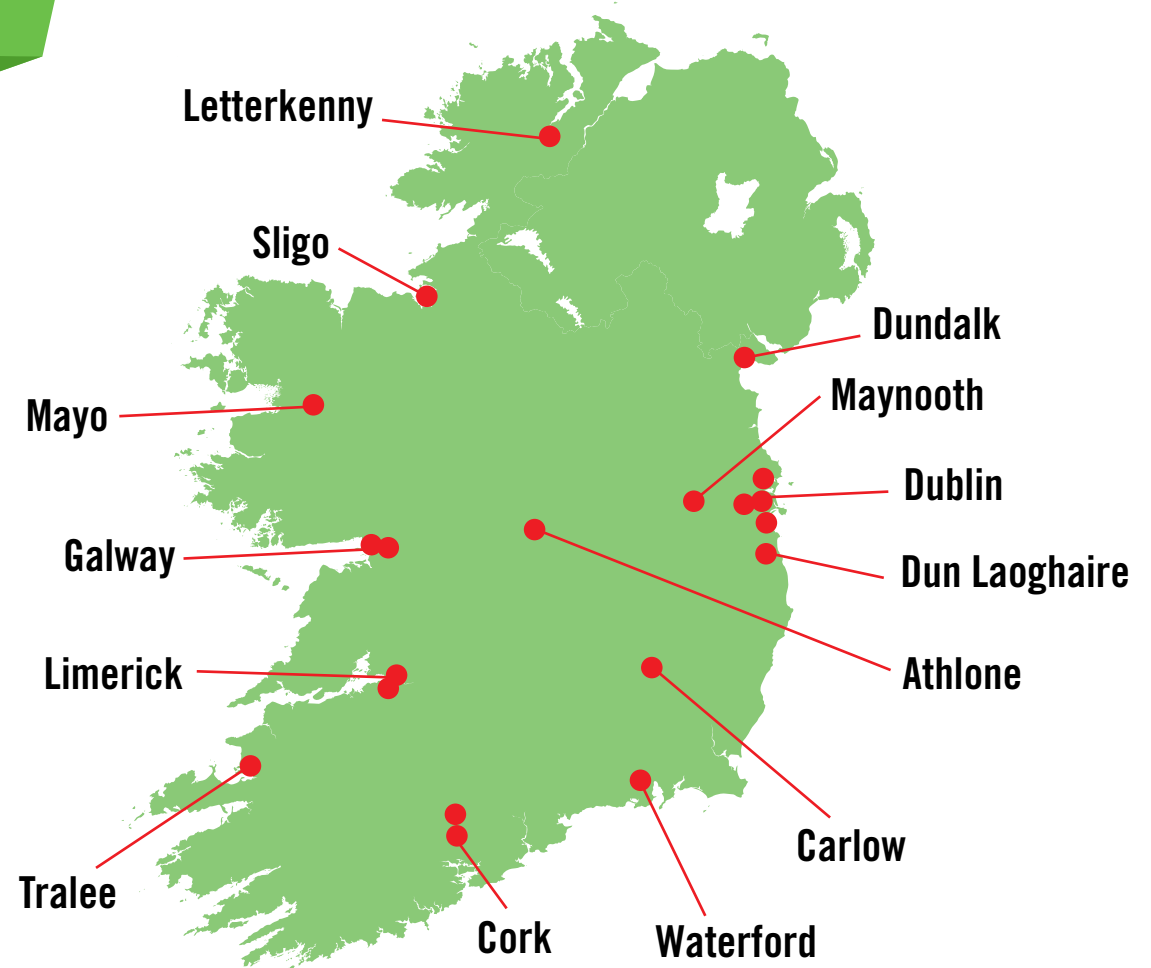 Letterkenny
Sligo
Dundalk
Maynooth
Mayo
Dublin
Galway
Dun Laoghaire
Limerick
Athlone
Carlow
Tralee
Cork
Waterford